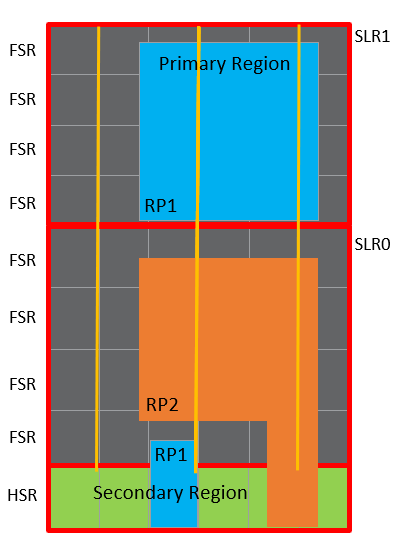 FSR
SLR1
Primary Region
FSR
FSR
FSR
RP1
SLR0
FSR
FSR
FSR
RP2
FSR
RP1
HSR
Secondary Region